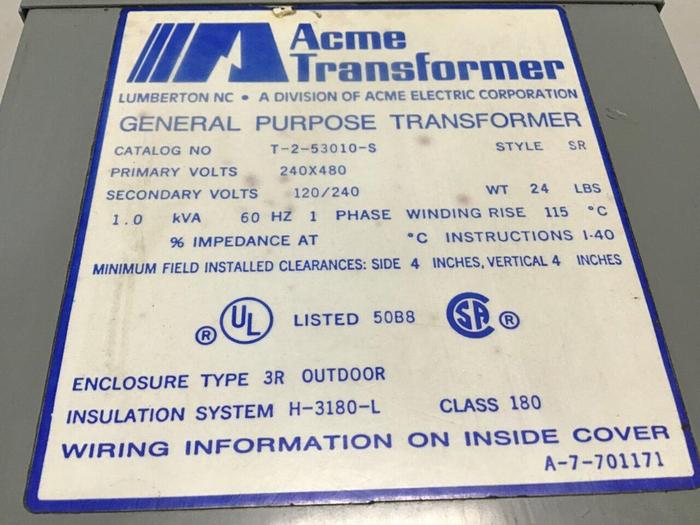 Acme
Transformer
LUMBERTON NC • A DIVISION OF ACME ELECTRIC CORPORATION
GENERAL PURPOSE TRANSFORMER
CATALOG NO T-2-53010-S STYLE SR
PRIMARY VOLTS 240X480
SECONDARY VOLTS 120/240 WT 24 LBS
1.0 kVA 60 HZ 1 PHASE WINDING RISE 115 °C
% IMPEDANCE AT °C INSTRUCTIONS I-40
MINIMUM FIELD INSTALLED CLEARANCES: SIDE 4 INCHES, VERTICAL 4 INCHES
® UL LISTED 50B8 SA ®
ENCLOSURE TYPE 3R OUTDOOR
INSULATION SYSTEM H-3180-L CLASS 180
WIRING INFORMATION ON INSIDE COVER
A-7-701171